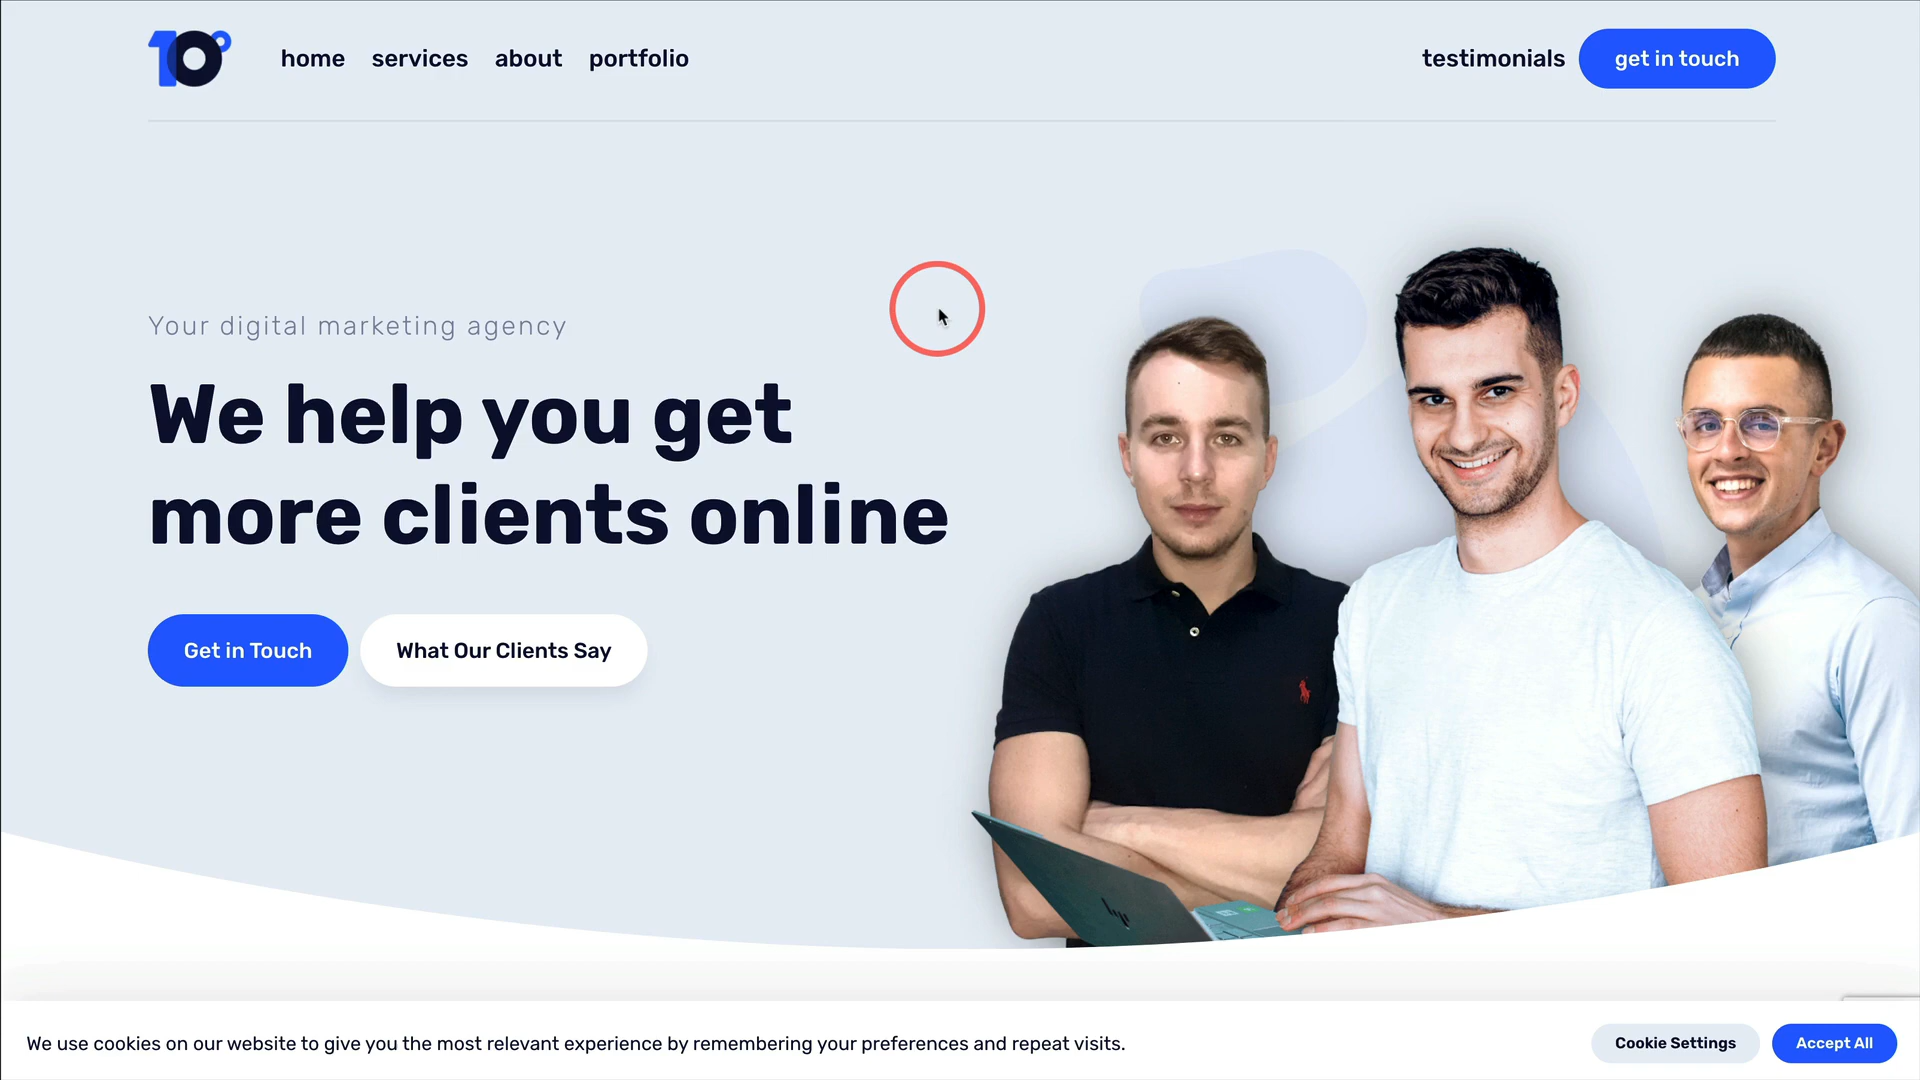 10°
home services about portfolio testimonials get in touch
Your digital marketing agency
We help you get
more clients online
Get in Touch What Our Clients Say
hp
We use cookies on our website to give you the most relevant experience by remembering your preferences and repeat visits. Cookie Settings Accept All